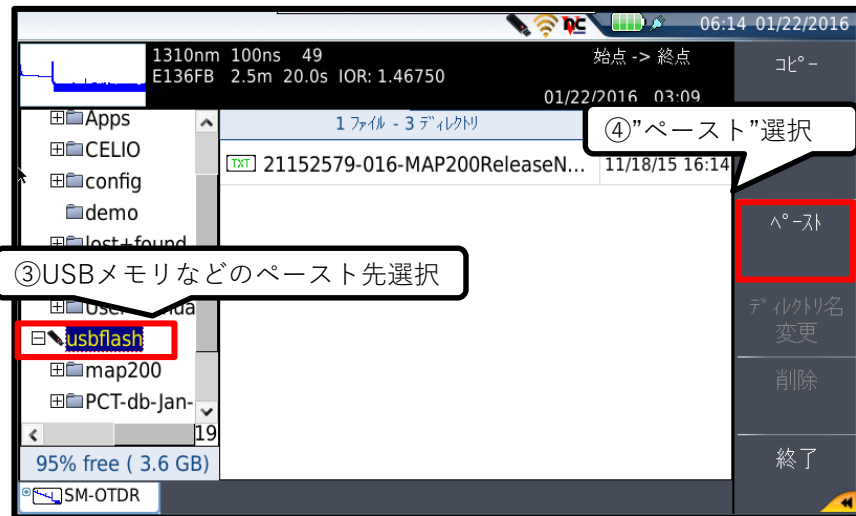 06:14 01/22/2016
1310nm 100ns 49 始点 -> 終点
E136FB 2.5m 20.0s IOR: 1.46750
01/22/2016 03:09
コピー
Apps
1 ファイル - 3 ディレクトリ
④”ペースト”選択
CELIO
TXT 21152579-016-MAP200ReleaseN... 11/18/15 16:14
config
demo
lost+found
ペースト
③USBメモリなどのペースト先選択
ディレクトリ名
変更
usbflash
map200
削除
PCT-db-Jan-
19
95% free ( 3.6 GB)
終了
SM-OTDR